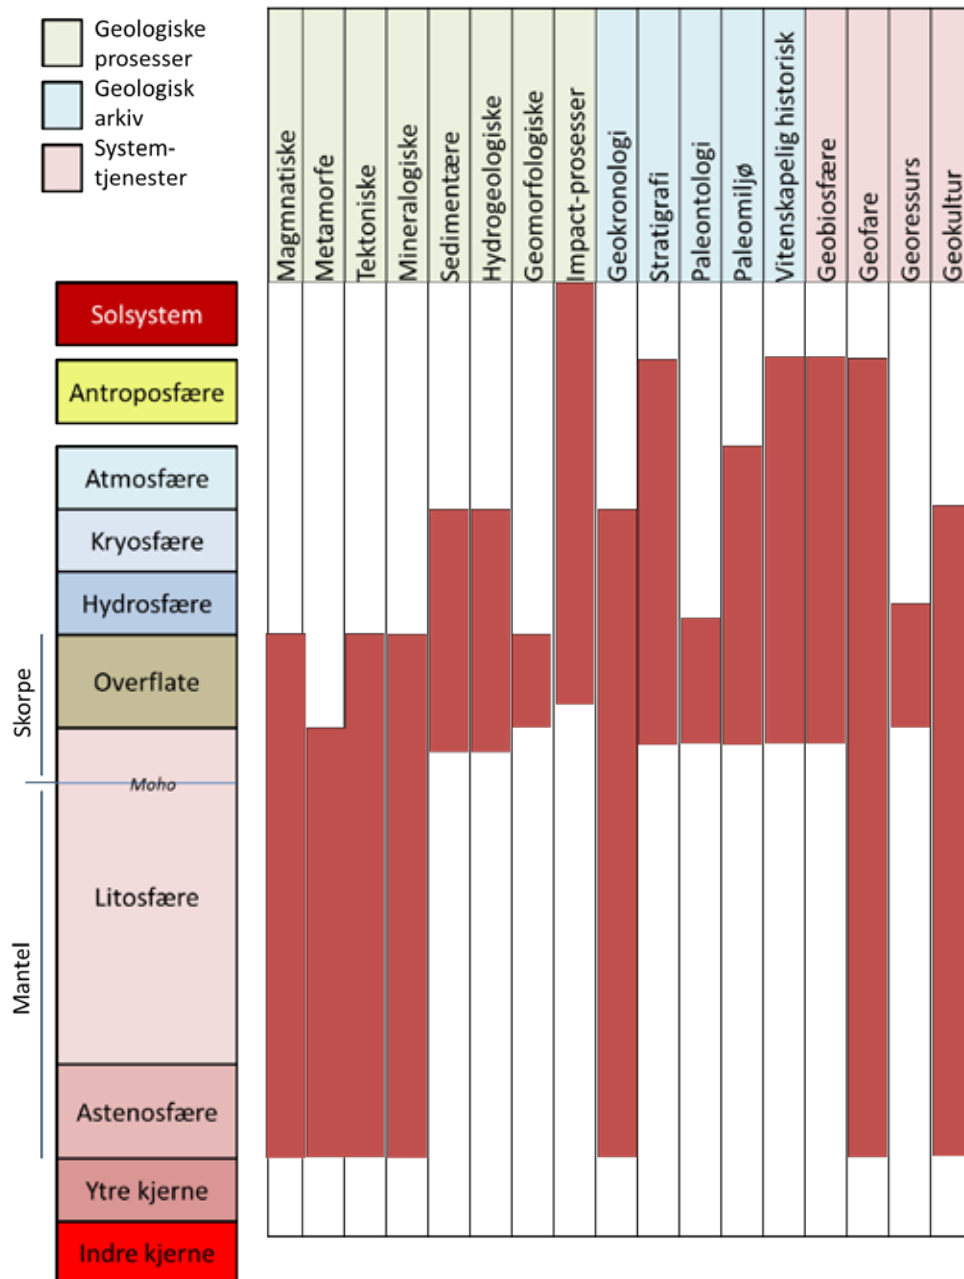 Geologiske
prosesser
Geologisk
arkiv
System-
tjenester
Magmnatiske
Metamorfe
Tektoniske
Mineralogiske
Sedimentære
Hydrogeologiske
Geomorfologiske
Impact-prosesser
Geokronologi
Stratigrafi
Paleontologi
Paleomiljø
Vitenskapelig historisk
Geobiosfære
Geofare
Georessurs
Geokultur
Solsystem
Antroposfære
Atmosfære
Kryosfære
Hydrosfære
Overflate
Skorpe
Moho
Litosfære
Mantel
Astenosfære
Ytre kjerne
Indre kjerne